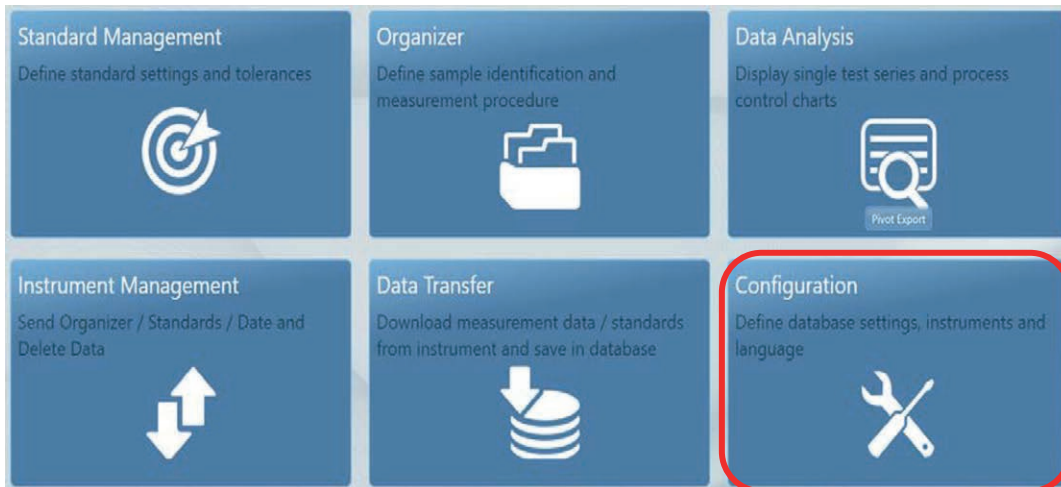 Standard Management
Define standard settings and tolerances
Organizer
Define sample identification and
measurement procedure
Data Analysis
Display single test series and process
control charts
Pivot Export
Instrument Management
Send Organizer / Standards / Date and
Delete Data
Data Transfer
Download measurement data / standards
from instrument and save in database
Configuration
Define database settings, instruments and
language